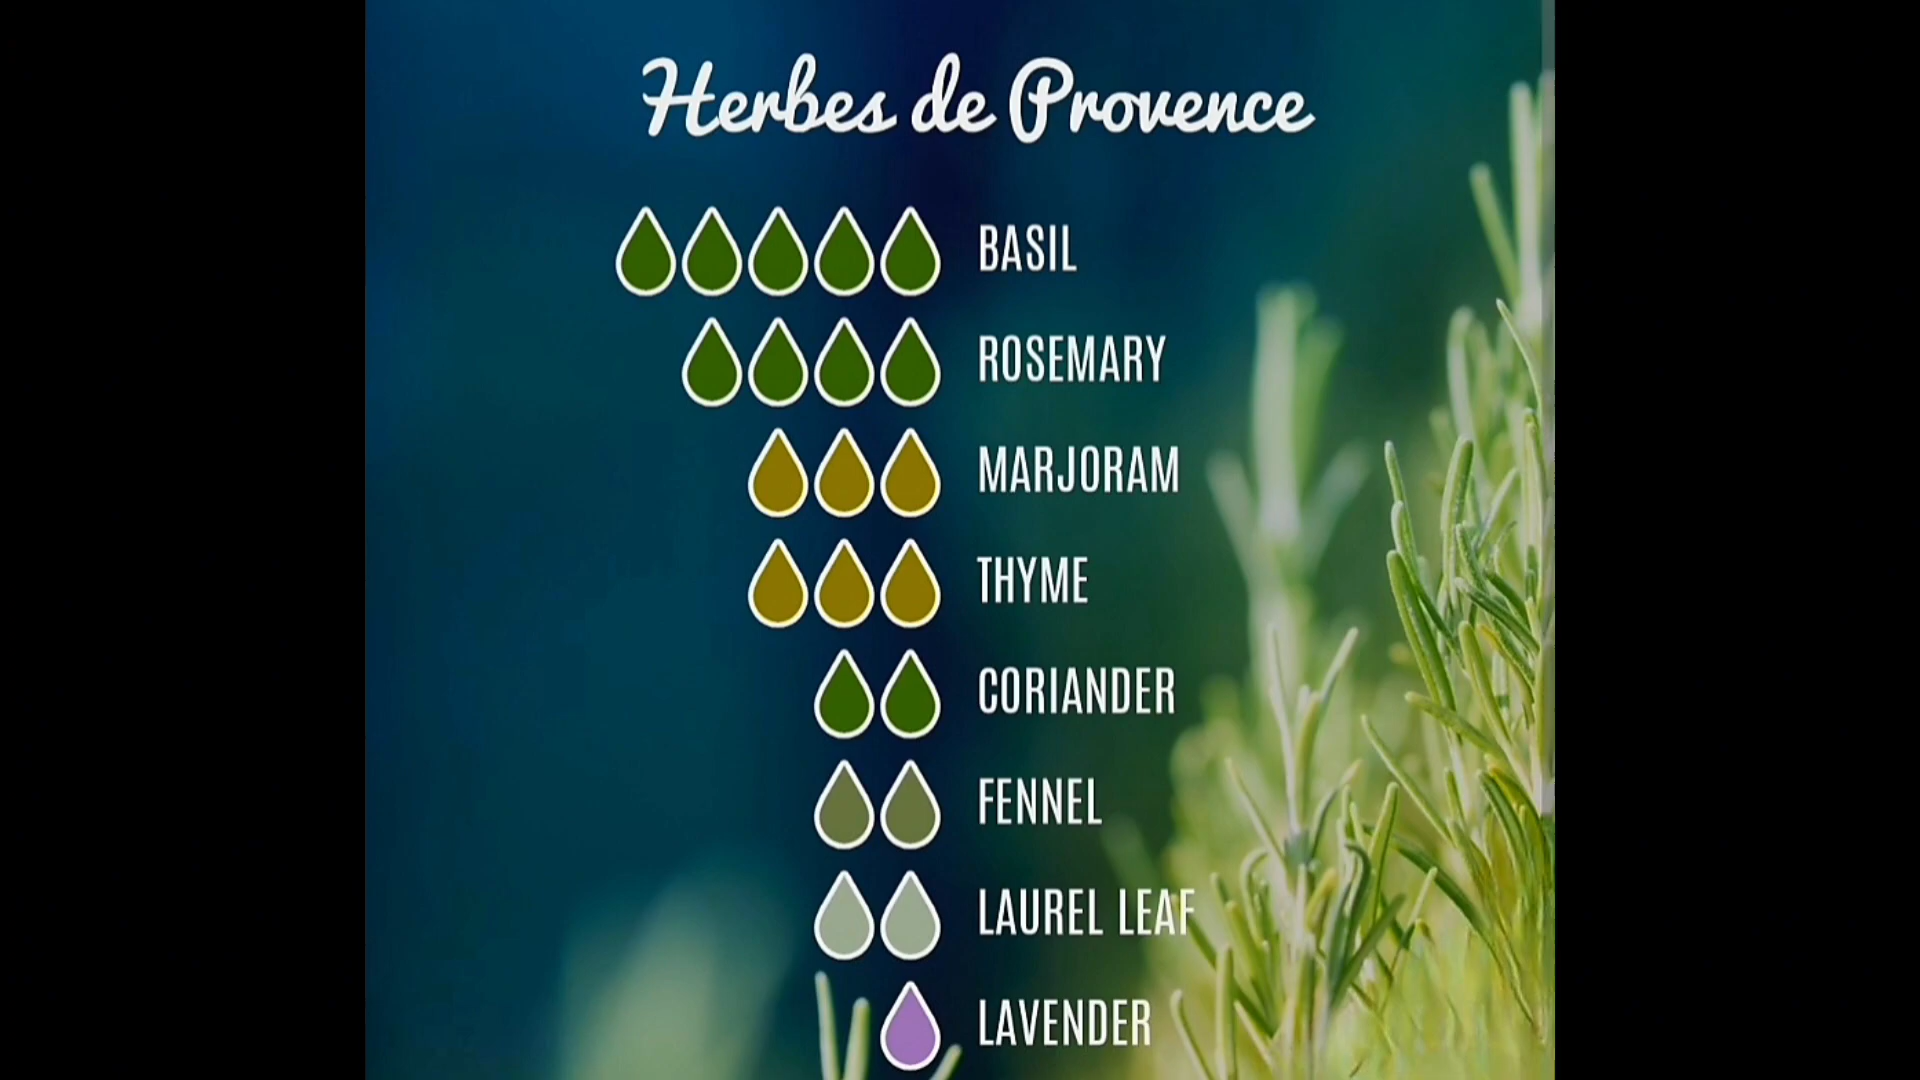 Herbes de Provence
BASIL
ROSEMARY
MARJORAM
THYME
CORIANDER
FENNEL
LAUREL LEAF
LAVENDER